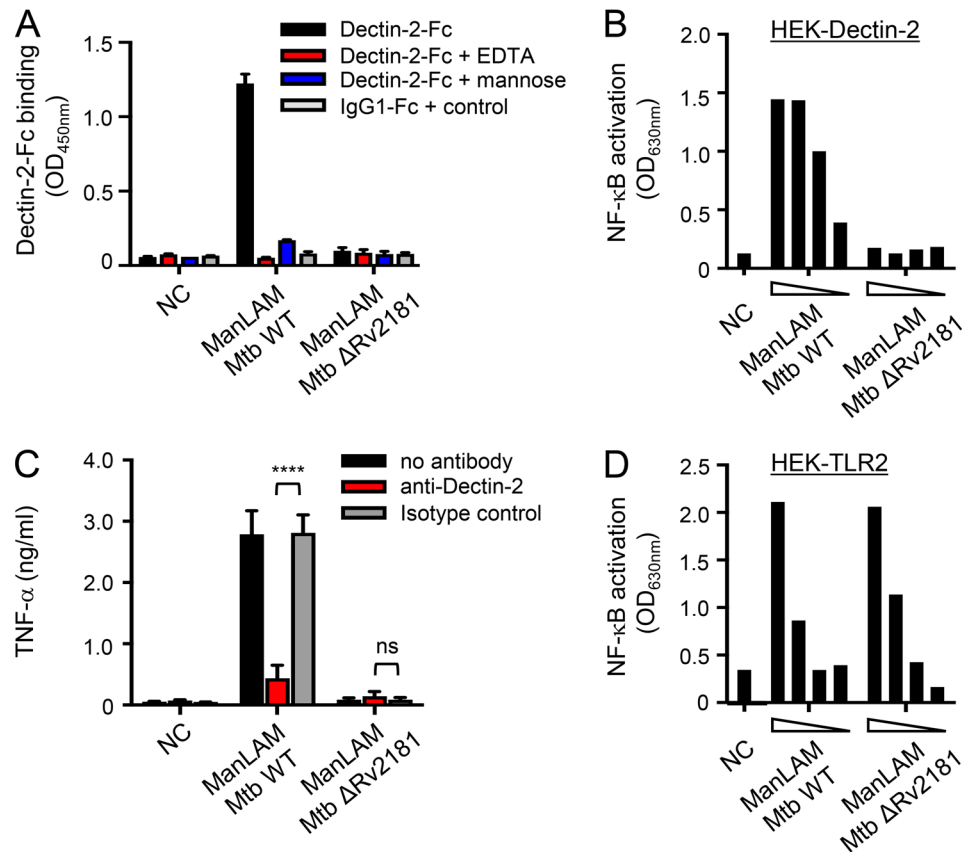 A
Dectin-2-Fc binding
(OD450nm)
1.5
1.0
0.5
0
Dectin-2-Fc
Dectin-2-Fc + EDTA
Dectin-2-Fc + mannose
IgG1-Fc + control
NC
ManLAM
Mtb WT
ManLAM
Mtb ΔRv2181
B
HEK-Dectin-2
NF-κB activation
(OD630nm)
2.0
1.5
1.0
0.5
0
NC
ManLAM
Mtb WT
ManLAM
Mtb ΔRv2181
C
TNF-α (ng/ml)
4.0
3.0
2.0
1.0
0.0
no antibody
anti-Dectin-2
Isotype control
****
ns
NC
ManLAM
Mtb WT
ManLAM
Mtb ΔRv2181
D
HEK-TLR2
NF-κB activation
(OD630nm)
2.5
2.0
1.5
1.0
0.5
0
NC
ManLAM
Mtb WT
ManLAM
Mtb ΔRv2181